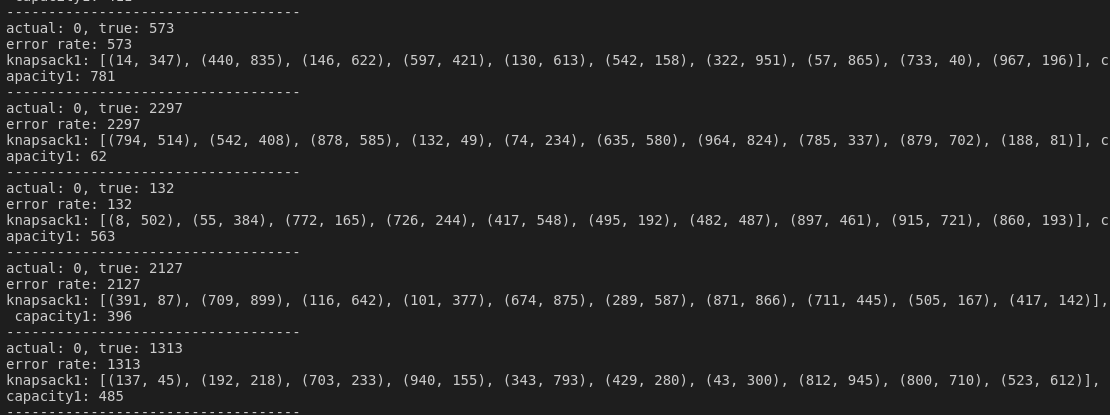 -----------------------------------
actual: 0, true: 573
error rate: 573
knapsack1: [(14, 347), (440, 835), (146, 622), (597, 421), (130, 613), (542, 158), (322, 951), (57, 865), (733, 40), (967, 196)], c
apacity1: 781
-----------------------------------
actual: 0, true: 2297
error rate: 2297
knapsack1: [(794, 514), (542, 408), (878, 585), (132, 49), (74, 234), (635, 580), (964, 824), (785, 337), (879, 702), (188, 81)], c
apacity1: 62
-----------------------------------
actual: 0, true: 132
error rate: 132
knapsack1: [(8, 502), (55, 384), (772, 165), (726, 244), (417, 548), (495, 192), (482, 487), (897, 461), (915, 721), (860, 193)], c
apacity1: 563
-----------------------------------
actual: 0, true: 2127
error rate: 2127
knapsack1: [(391, 87), (709, 899), (116, 642), (101, 377), (674, 875), (289, 587), (871, 866), (711, 445), (505, 167), (417, 142)],
 capacity1: 396
-----------------------------------
actual: 0, true: 1313
error rate: 1313
knapsack1: [(137, 45), (192, 218), (703, 233), (940, 155), (343, 793), (429, 280), (43, 300), (812, 945), (800, 710), (523, 612)],
capacity1: 485
-----------------------------------